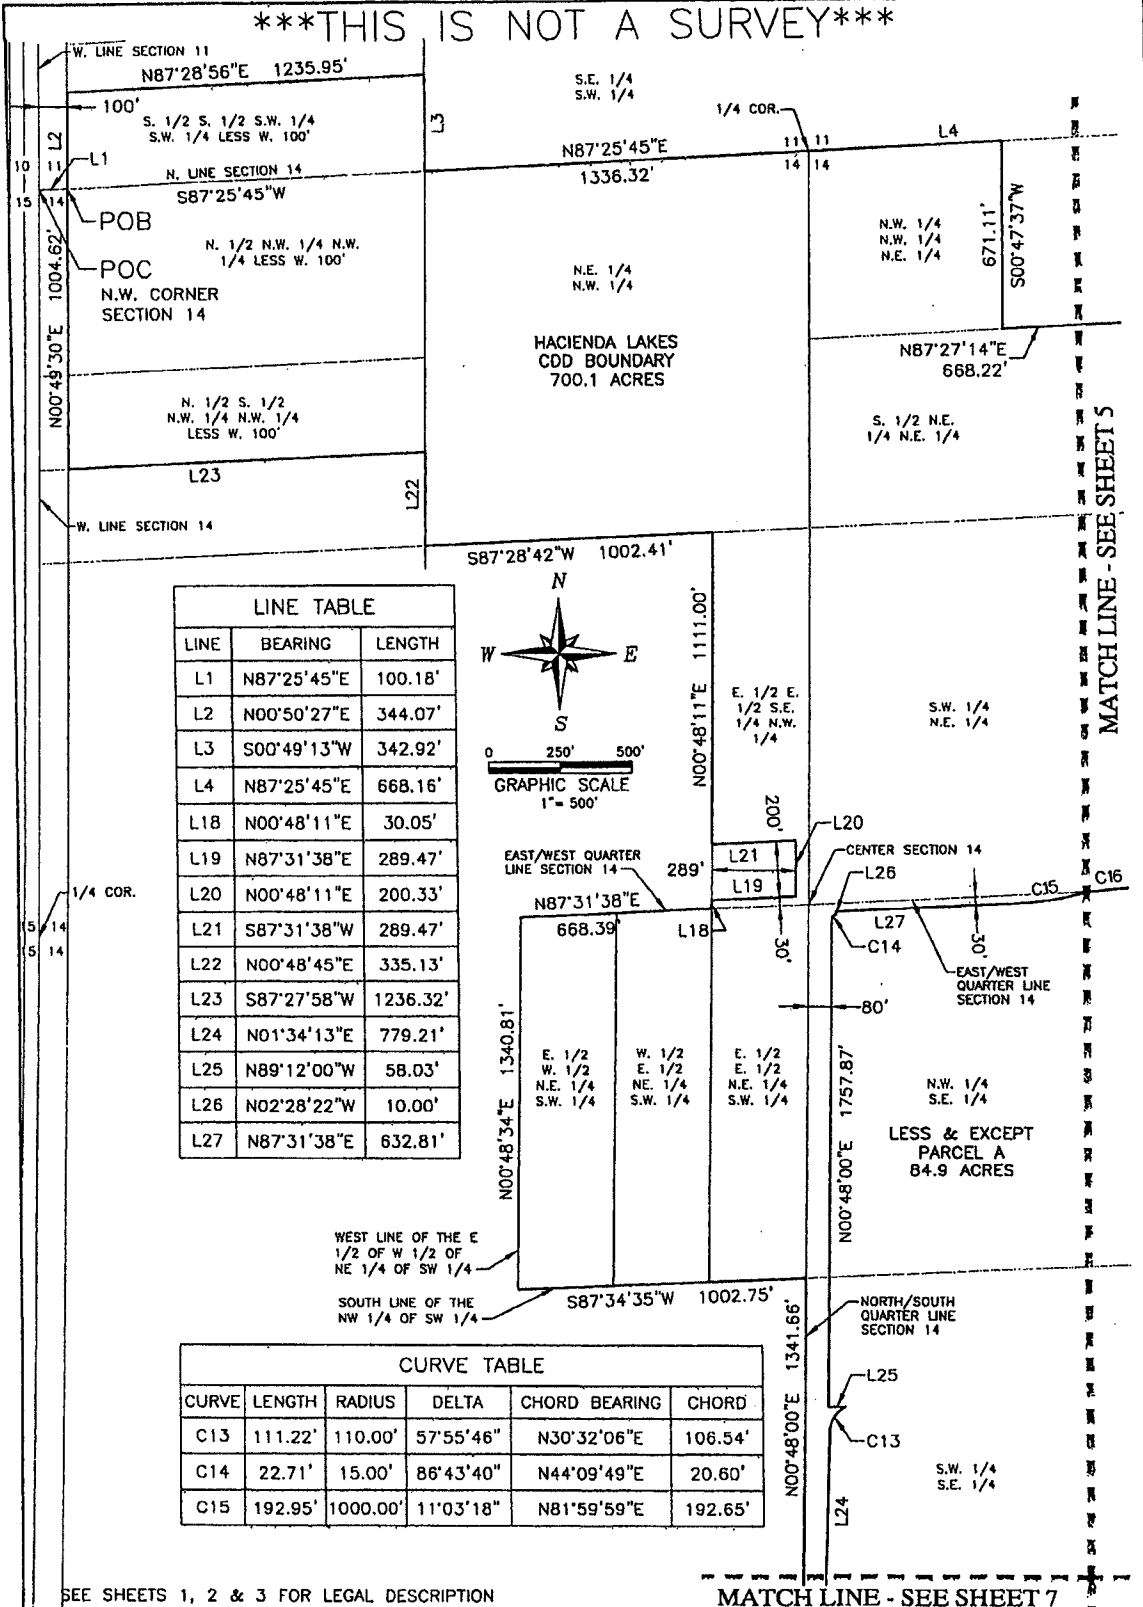 ***THIS IS NOT A SURVEY***
W. LINE SECTION 11
N87°28'56"E 1235.95'
100'
S. 1/2 S. 1/2 S.W. 1/4
S.W. 1/4 LESS W. 100'
L2
L3
S.E. 1/4
S.W. 1/4
1/4 COR.
L4
10 11
L1
N. LINE SECTION 14
S87°25'45"W
15 14
N87°25'45"E
1336.32'
11 11
14 14
POB
POC
N.W. CORNER
SECTION 14
N00°49'30"E 1004.62'
N. 1/2 N.W. 1/4 N.W.
1/4 LESS W. 100'
N.E. 1/4
N.W. 1/4
N.W. 1/4
N.W. 1/4
N.E. 1/4
671.11'
S00°47'37"W
HACIENDA LAKES
CDD BOUNDARY
700.1 ACRES
N87°27'14"E
668.22'
N. 1/2 S. 1/2
N.W. 1/4 N.W. 1/4
LESS W. 100'
S. 1/2 N.E.
1/4 N.E. 1/4
MATCH LINE - SEE SHEET 5
L23
L22
W. LINE SECTION 14
S87°28'42"W 1002.41'
LINE TABLE
LINE BEARING LENGTH
L1 N87°25'45"E 100.18'
L2 N00°50'27"E 344.07'
L3 S00°49'13"W 342.92'
L4 N87°25'45"E 668.16'
L18 N00°48'11"E 30.05'
L19 N87°31'38"E 289.47'
L20 N00°48'11"E 200.33'
L21 S87°31'38"W 289.47'
L22 N00°48'45"E 335.13'
L23 S87°27'58"W 1236.32'
L24 N01°34'13"E 779.21'
L25 N89°12'00"W 58.03'
L26 N02°28'22"W 10.00'
L27 N87°31'38"E 632.81'
N
W E
S
0 250' 500'
GRAPHIC SCALE
1"= 500'
N00°48'11"E 1111.00'
E. 1/2 E.
1/2 S.E.
1/4 N.W.
1/4
S.W. 1/4
N.E. 1/4
200'
L20
L21
L19
289'
EAST/WEST QUARTER
LINE SECTION 14
CENTER SECTION 14
L26
C15
C16
N87°31'38"E
668.39'
L18
30'
L27
C14
30'
EAST/WEST
QUARTER LINE
SECTION 14
80'
1/4 COR.
5 14
5 14
N00°48'34"E 1340.81'
E. 1/2
W. 1/2
N.E. 1/4
S.W. 1/4
W. 1/2
E. 1/2
NE. 1/4
S.W. 1/4
E. 1/2
E. 1/2
N.E. 1/4
S.W. 1/4
N00°48'00"E 1757.87'
N.W. 1/4
S.E. 1/4
LESS & EXCEPT
PARCEL A
84.9 ACRES
WEST LINE OF THE E
1/2 OF W 1/2 OF
NE 1/4 OF SW 1/4
SOUTH LINE OF THE
NW 1/4 OF SW 1/4
S87°34'35"W 1002.75'
N00°48'00"E 1341.66'
NORTH/SOUTH
QUARTER LINE
SECTION 14
L25
C13
L24
S.W. 1/4
S.E. 1/4
CURVE TABLE
CURVE LENGTH RADIUS DELTA CHORD BEARING CHORD
C13 111.22' 110.00' 57°55'46" N30°32'06"E 106.54'
C14 22.71' 15.00' 86°43'40" N44°09'49"E 20.60'
C15 192.95' 1000.00' 11°03'18" N81°59'59"E 192.65'
SEE SHEETS 1, 2 & 3 FOR LEGAL DESCRIPTION
MATCH LINE - SEE SHEET 7